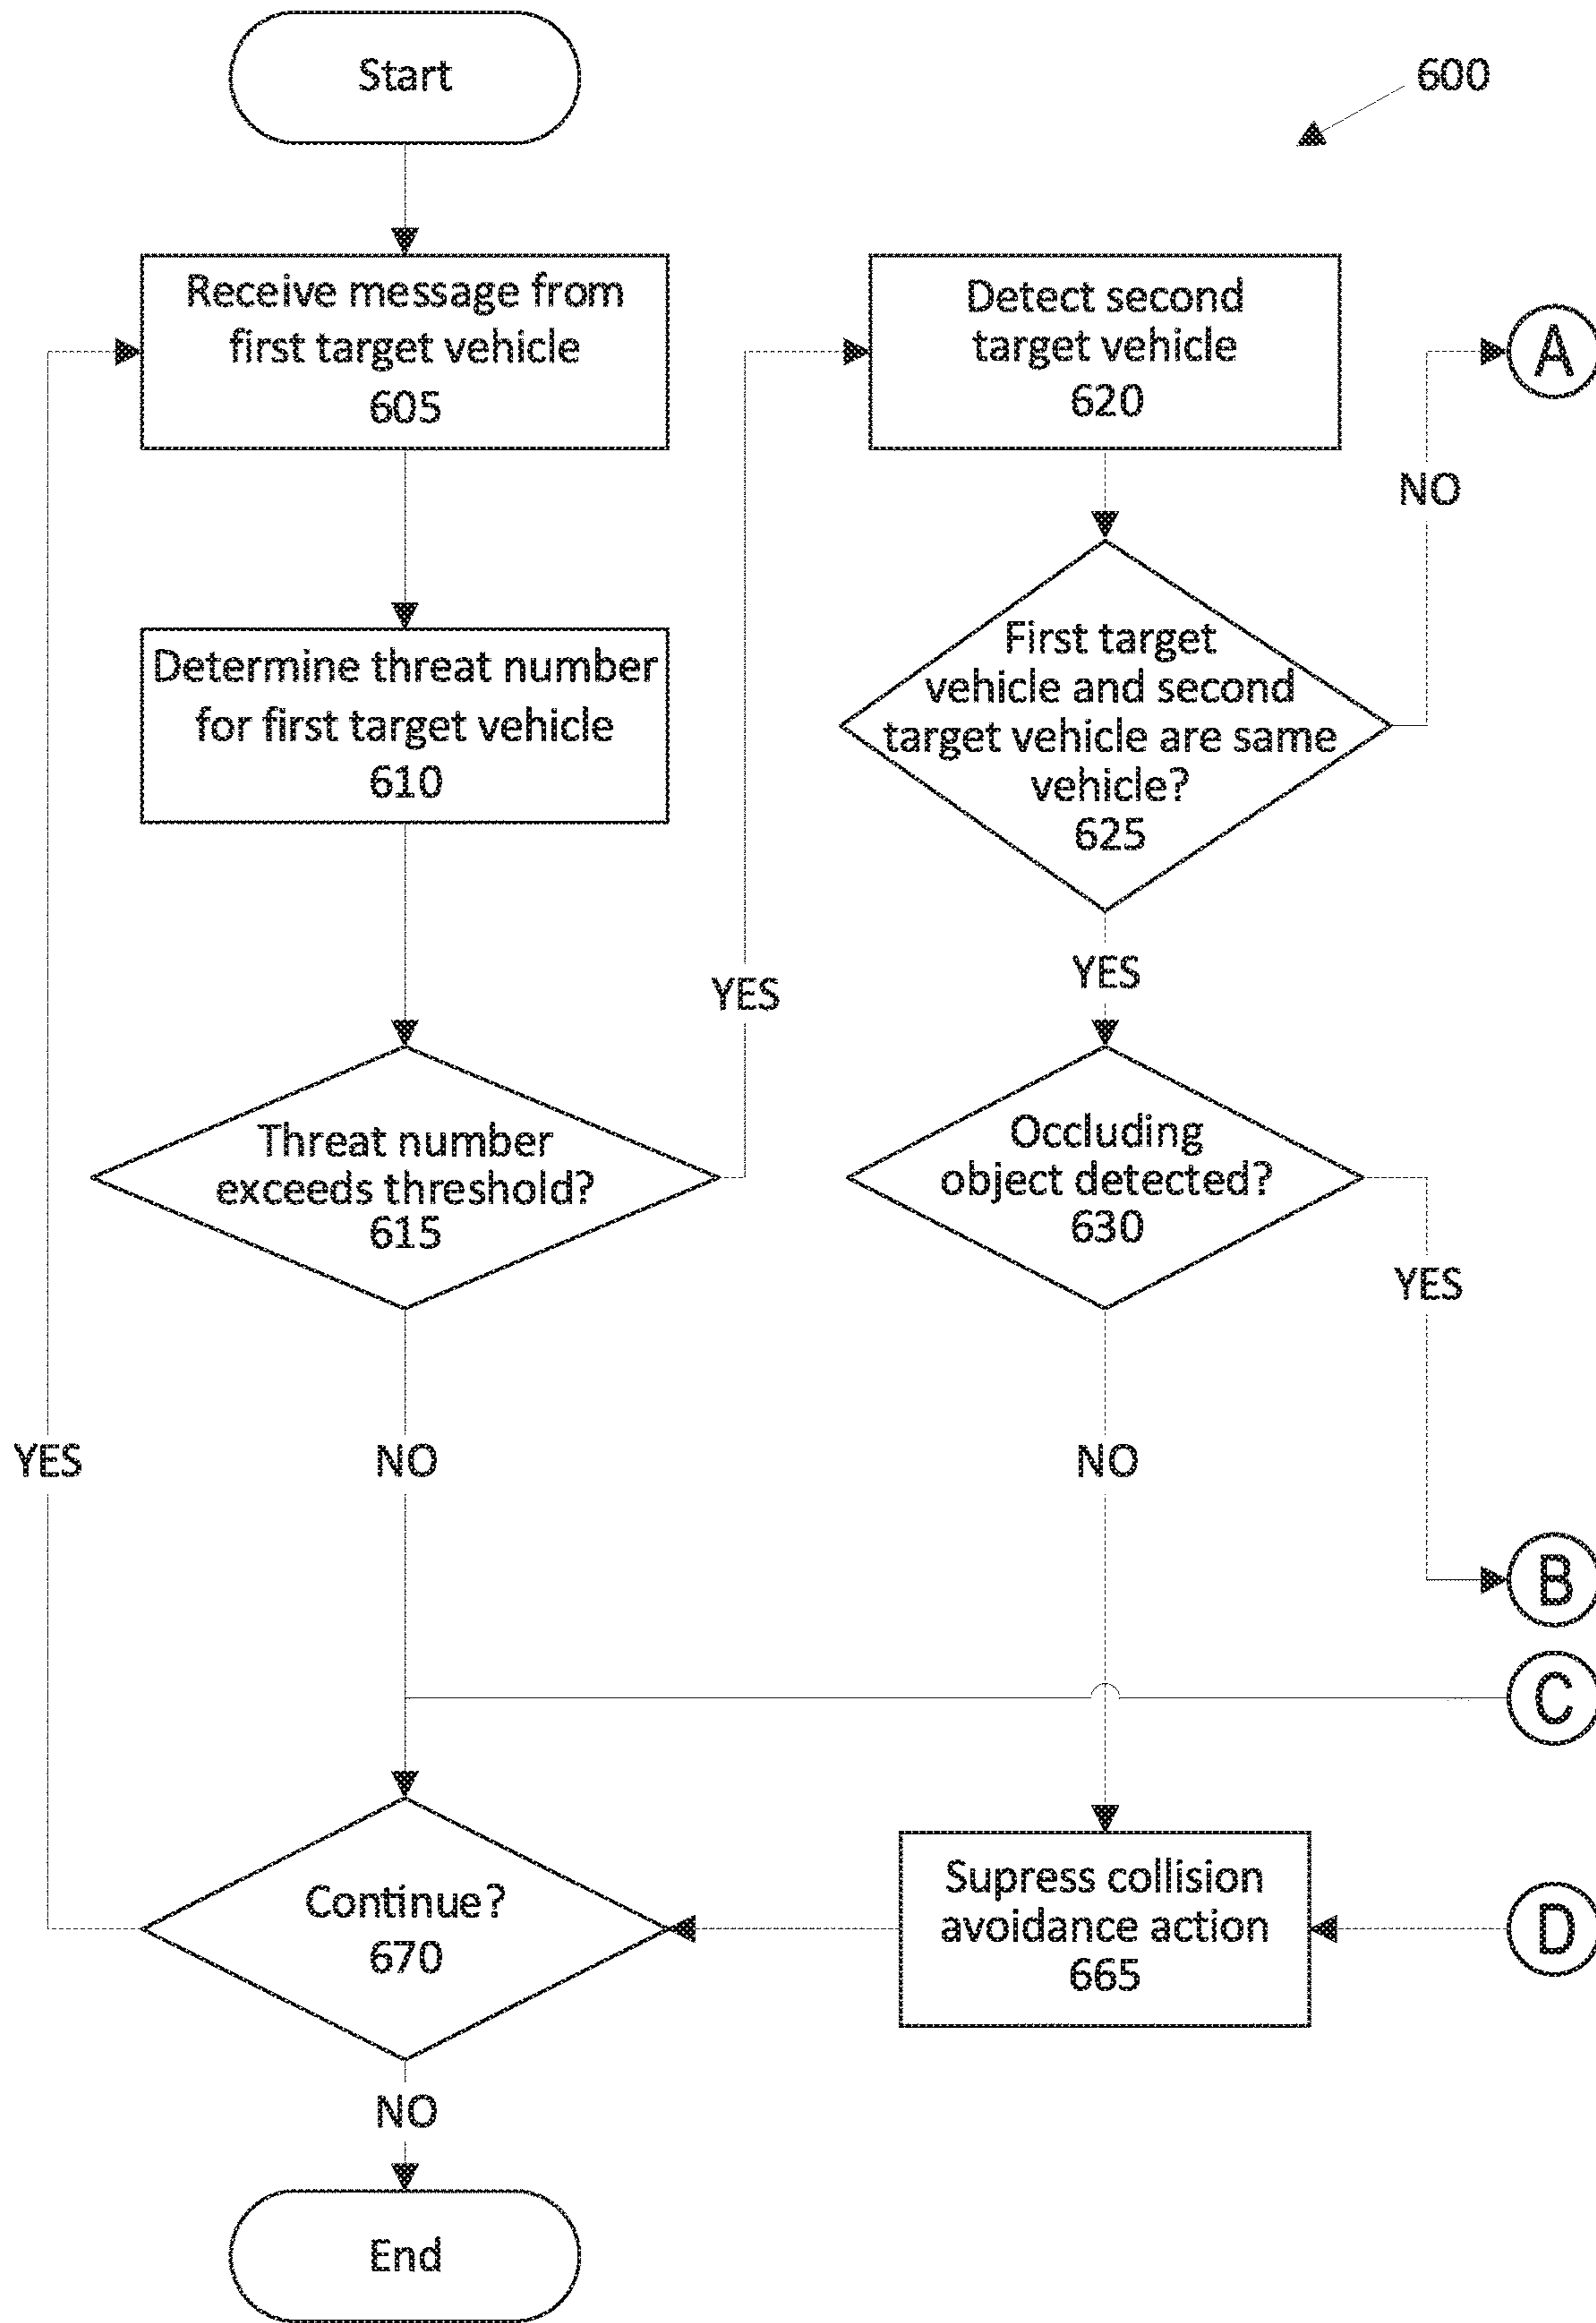 Start
600
Receive message from
first target vehicle
605
Detect second
target vehicle
620
A
NO
Determine threat number
for first target vehicle
610
First target
vehicle and second
target vehicle are same
vehicle?
625
YES
YES
Threat number
exceeds threshold?
615
Occluding
object detected?
630
YES
YES
NO
NO
B
C
Continue?
670
Supress collision
avoidance action
665
D
NO
End